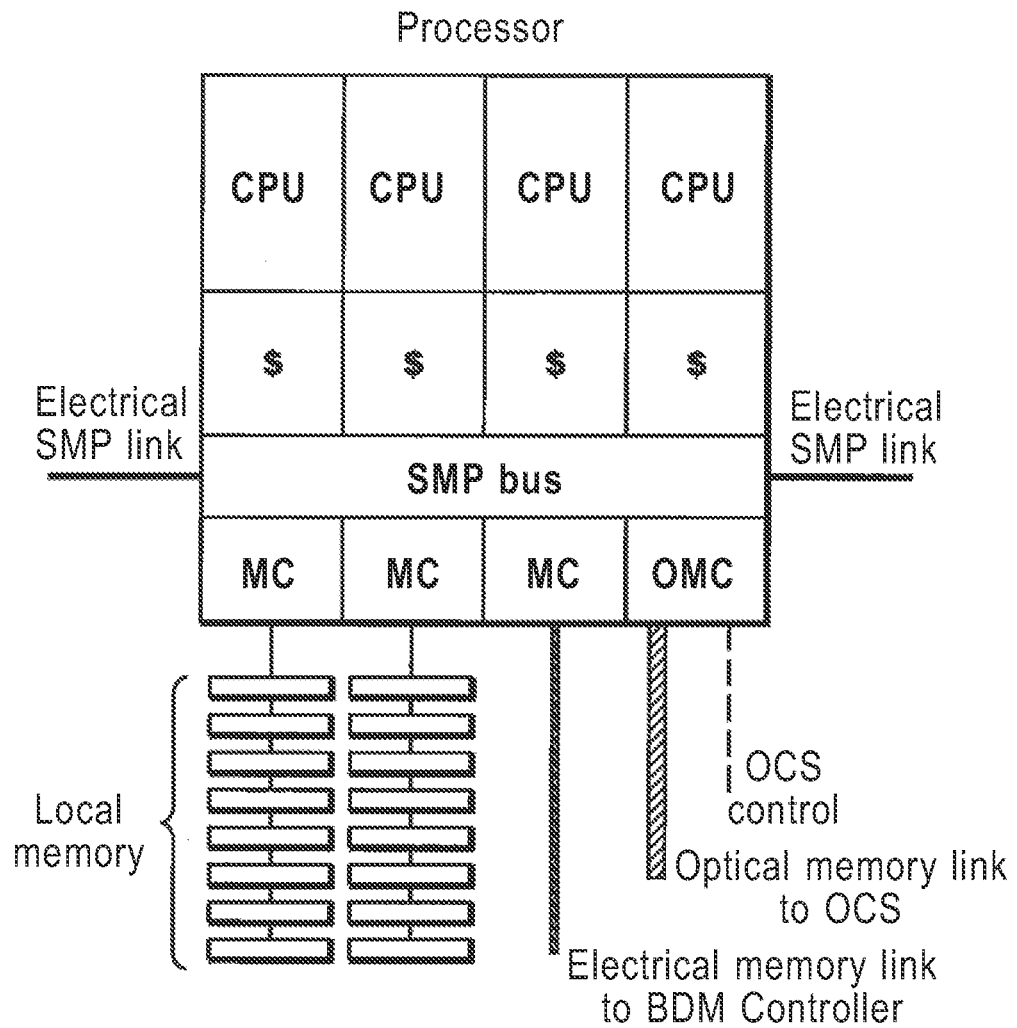 Processor
CPU CPU CPU CPU
$ $ $ $
Electrical
SMP link
Electrical
SMP link
SMP bus
MC MC MC OMC
OCS
control
Local
memory
Optical memory link
to OCS
Electrical memory link
to BDM Controller